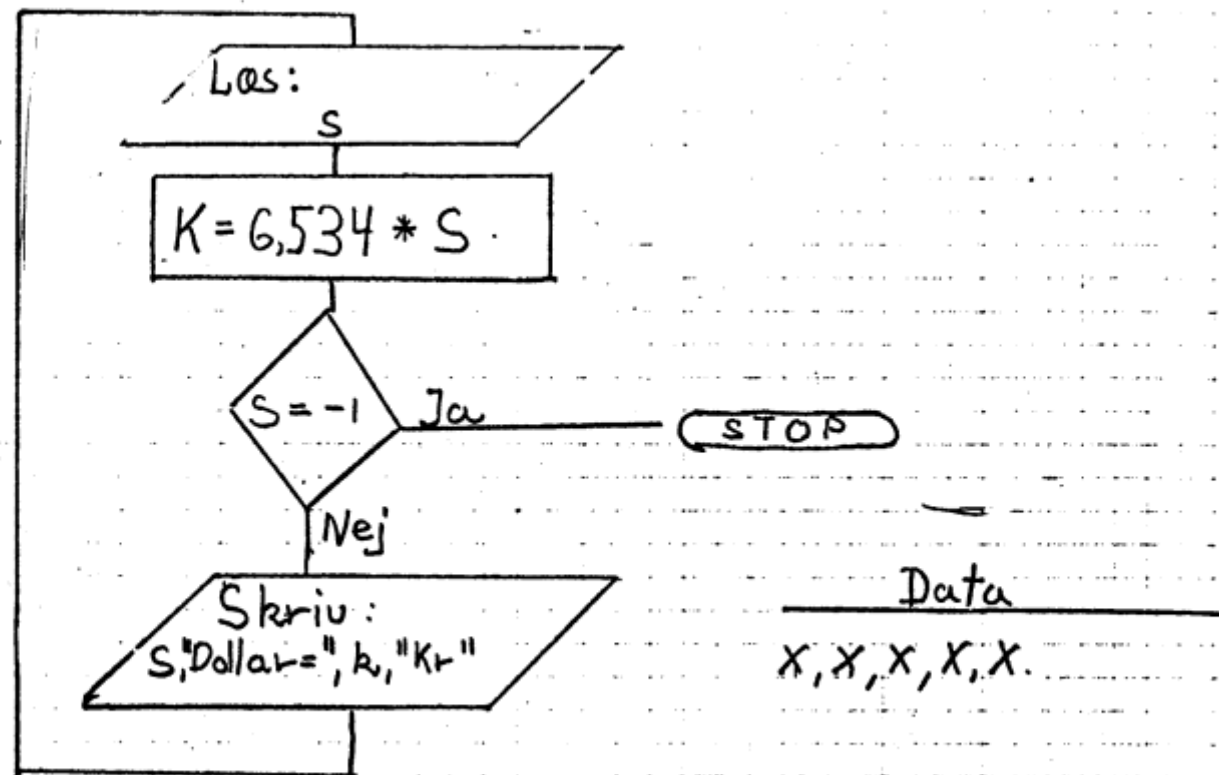 Læs:
S
K = 6,534 * S
S = -1
Ja
STOP
Nej
Skriv:
S,"Dollar=", k, "Kr"
Data
X, X, X, X, X.